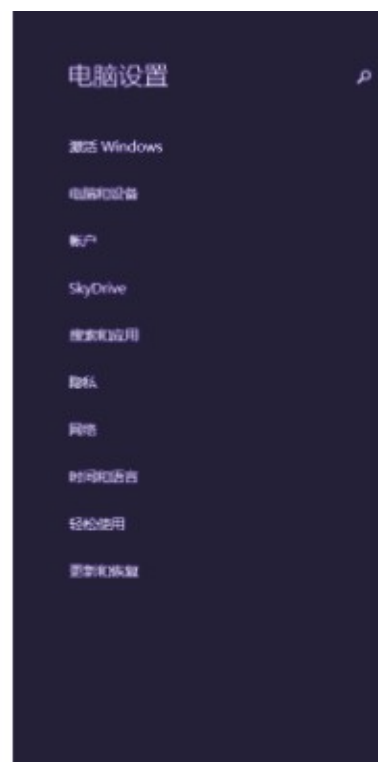 电脑设置
激活 Windows
电脑和设备
帐户
SkyDrive
搜索和应用
隐私
网络
时间和语言
轻松使用
更新和恢复